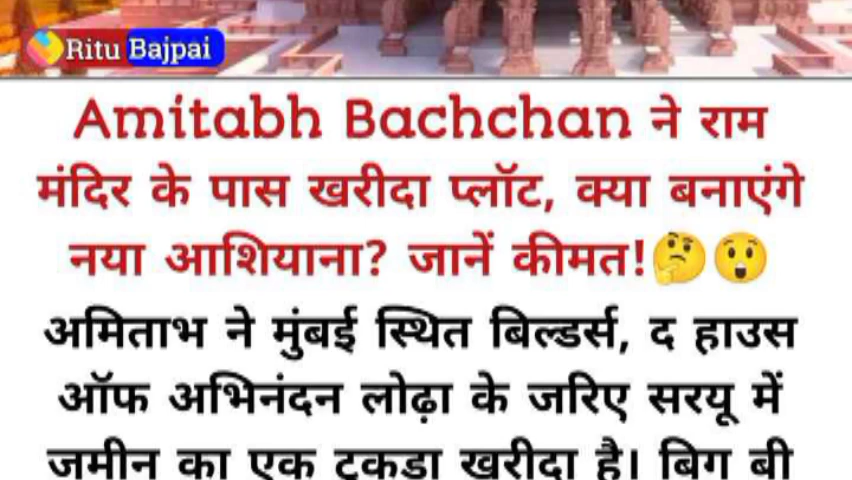 Ritu Bajpai
Amitabh Bachchan ने राम
मंदिर के पास खरीदा प्लॉट, क्या बनाएंगे
नया आशियाना? जानें कीमत!🤔😲
अमिताभ ने मुंबई स्थित बिल्डर्स, द हाउस
ऑफ अभिनंदन लोढ़ा के जरिए सरयू में
जमीन का एक टुकड़ा खरीदा है। बिग बी